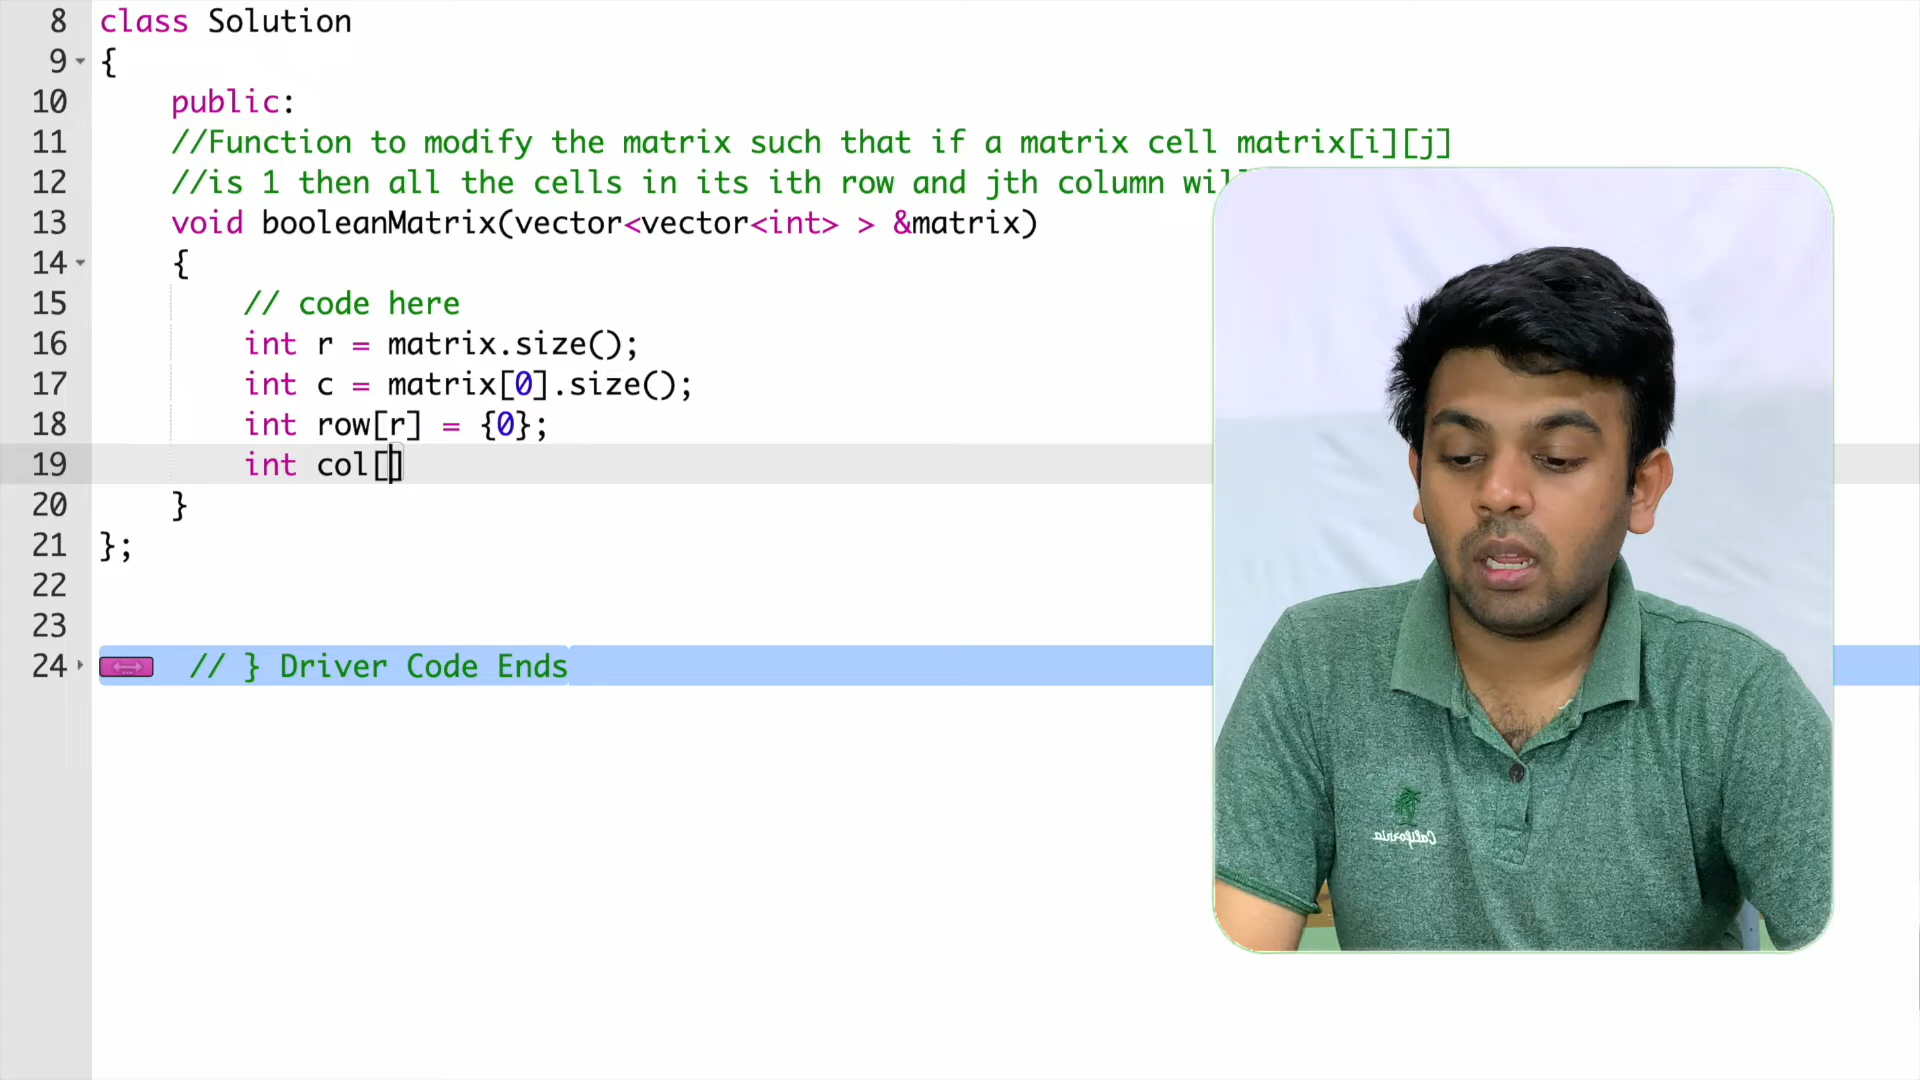 8 class Solution
9 {
10 public:
11 //Function to modify the matrix such that if a matrix cell matrix[i][j]
12 //is 1 then all the cells in its ith row and jth column wil
13 void booleanMatrix(vector<vector<int> > &matrix)
14 {
15 // code here
16 int r = matrix.size();
17 int c = matrix[0].size();
18 int row[r] = {0};
19 int col[]
20 }
21 };
22
23
24 // } Driver Code Ends
California